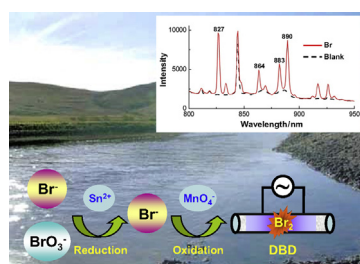 10000
5000
0
Intensity
827
864
883
890
Br
Blank
800
850
900
950
Wavelength/nm
Br-
BrO₃⁻
Sn²⁺
Reduction
Br⁻
MnO₄⁻
Oxidation
~
Br₂
DBD